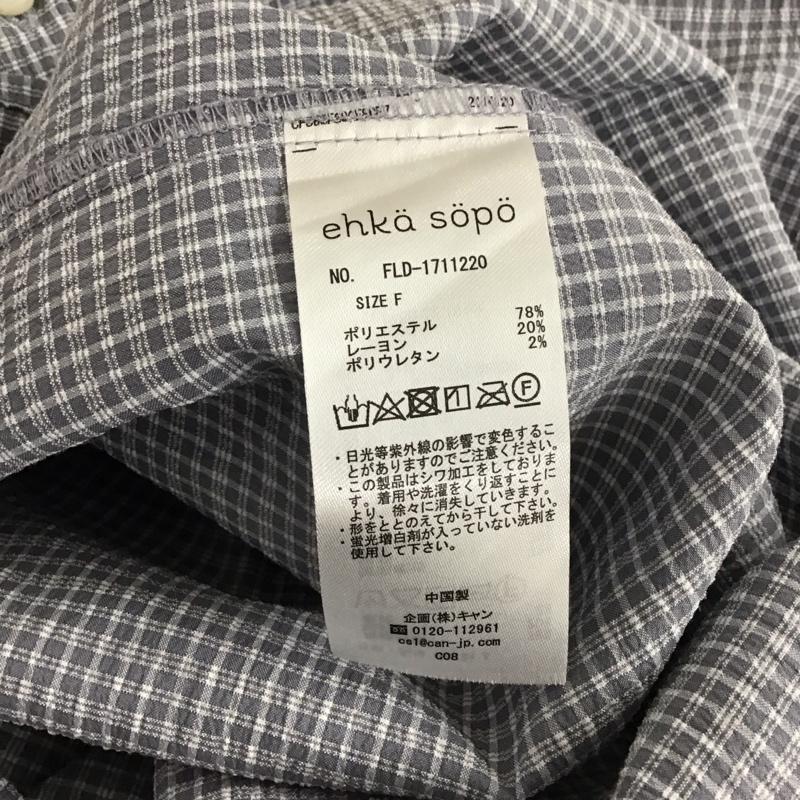 ehkä söpö
NO. FLD-1711220
SIZE F
ポリエステル 78%
レーヨン 20%
ポリウレタン 2%
・日光等紫外線の影響で変色するこ
とがありますのでご注意ください。
・この製品はシワ加工をしておりま
す。着用や洗濯をくり返すことに
より、徐々に消失していきます。
・形をととのえてから干して下さい。
・蛍光増白剤が入っていない洗剤を
使用して下さい。
中国製
企画(株)キャン
0120-112961
cs1@can-jp.com
C08